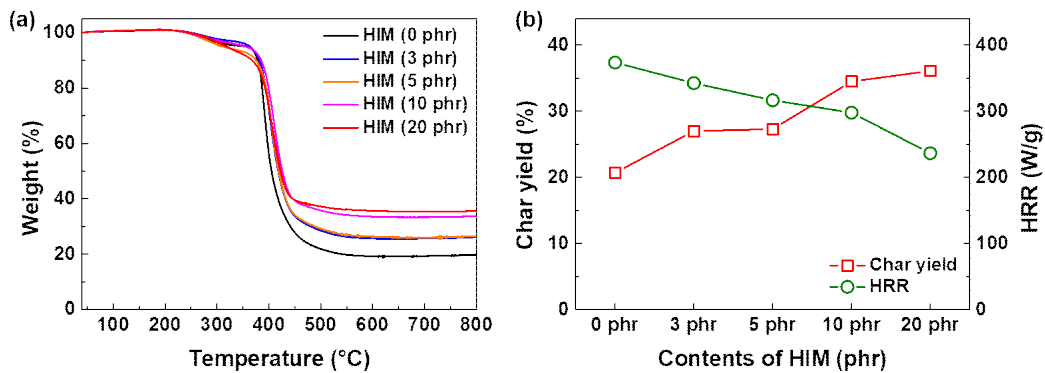 (a)
100
80
60
40
20
0
Weight (%)
HIM (0 phr)
HIM (3 phr)
HIM (5 phr)
HIM (10 phr)
HIM (20 phr)
100 200 300 400 500 600 700 800
Temperature (°C)
(b)
40
30
20
10
0
Char yield (%)
400
300
200
100
0
HRR (W/g)
Char yield
HRR
0 phr 3 phr 5 phr 10 phr 20 phr
Contents of HIM (phr)